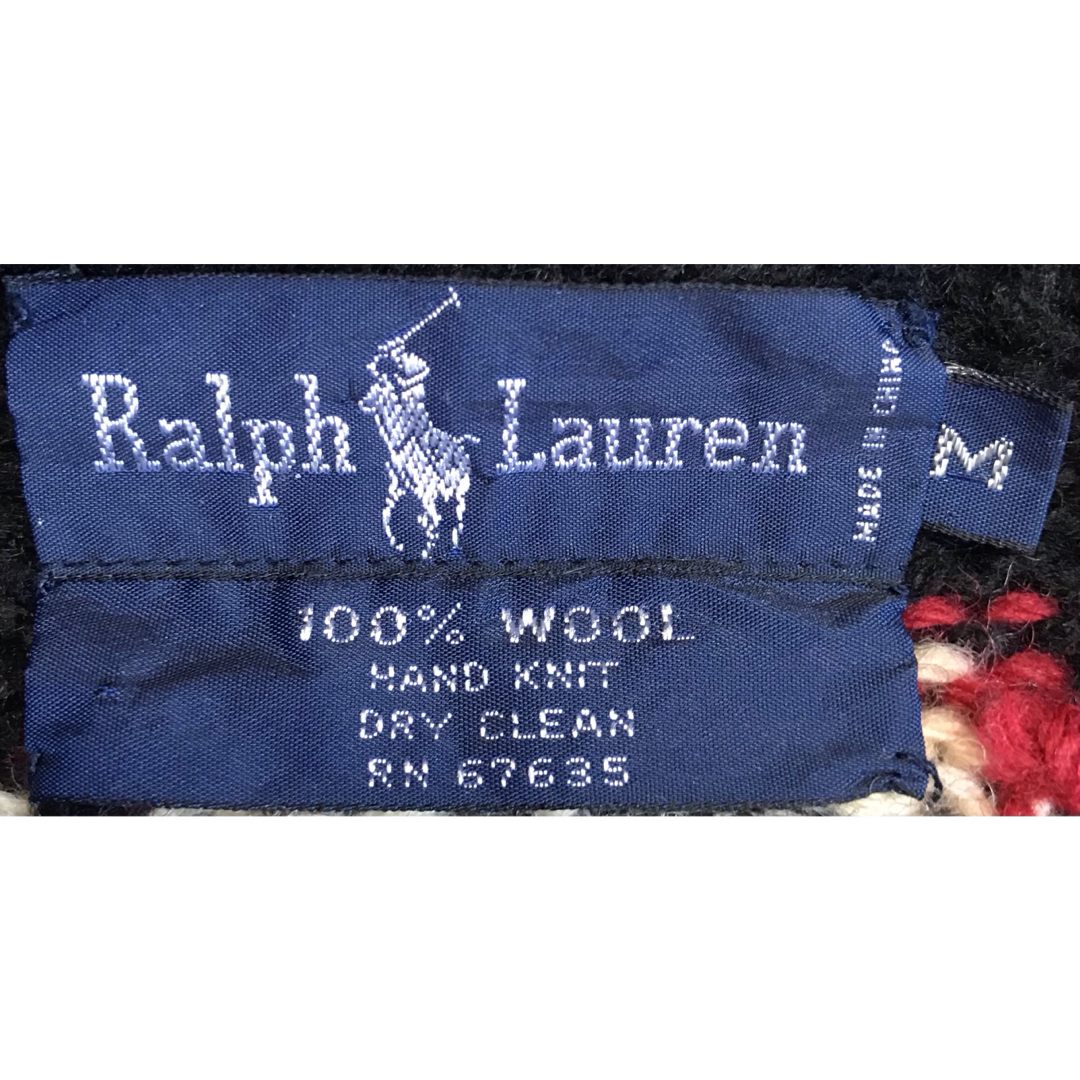 Ralph Lauren
MADE IN CHINA
M
100% WOOL
HAND KNIT
DRY CLEAN
RN 67635